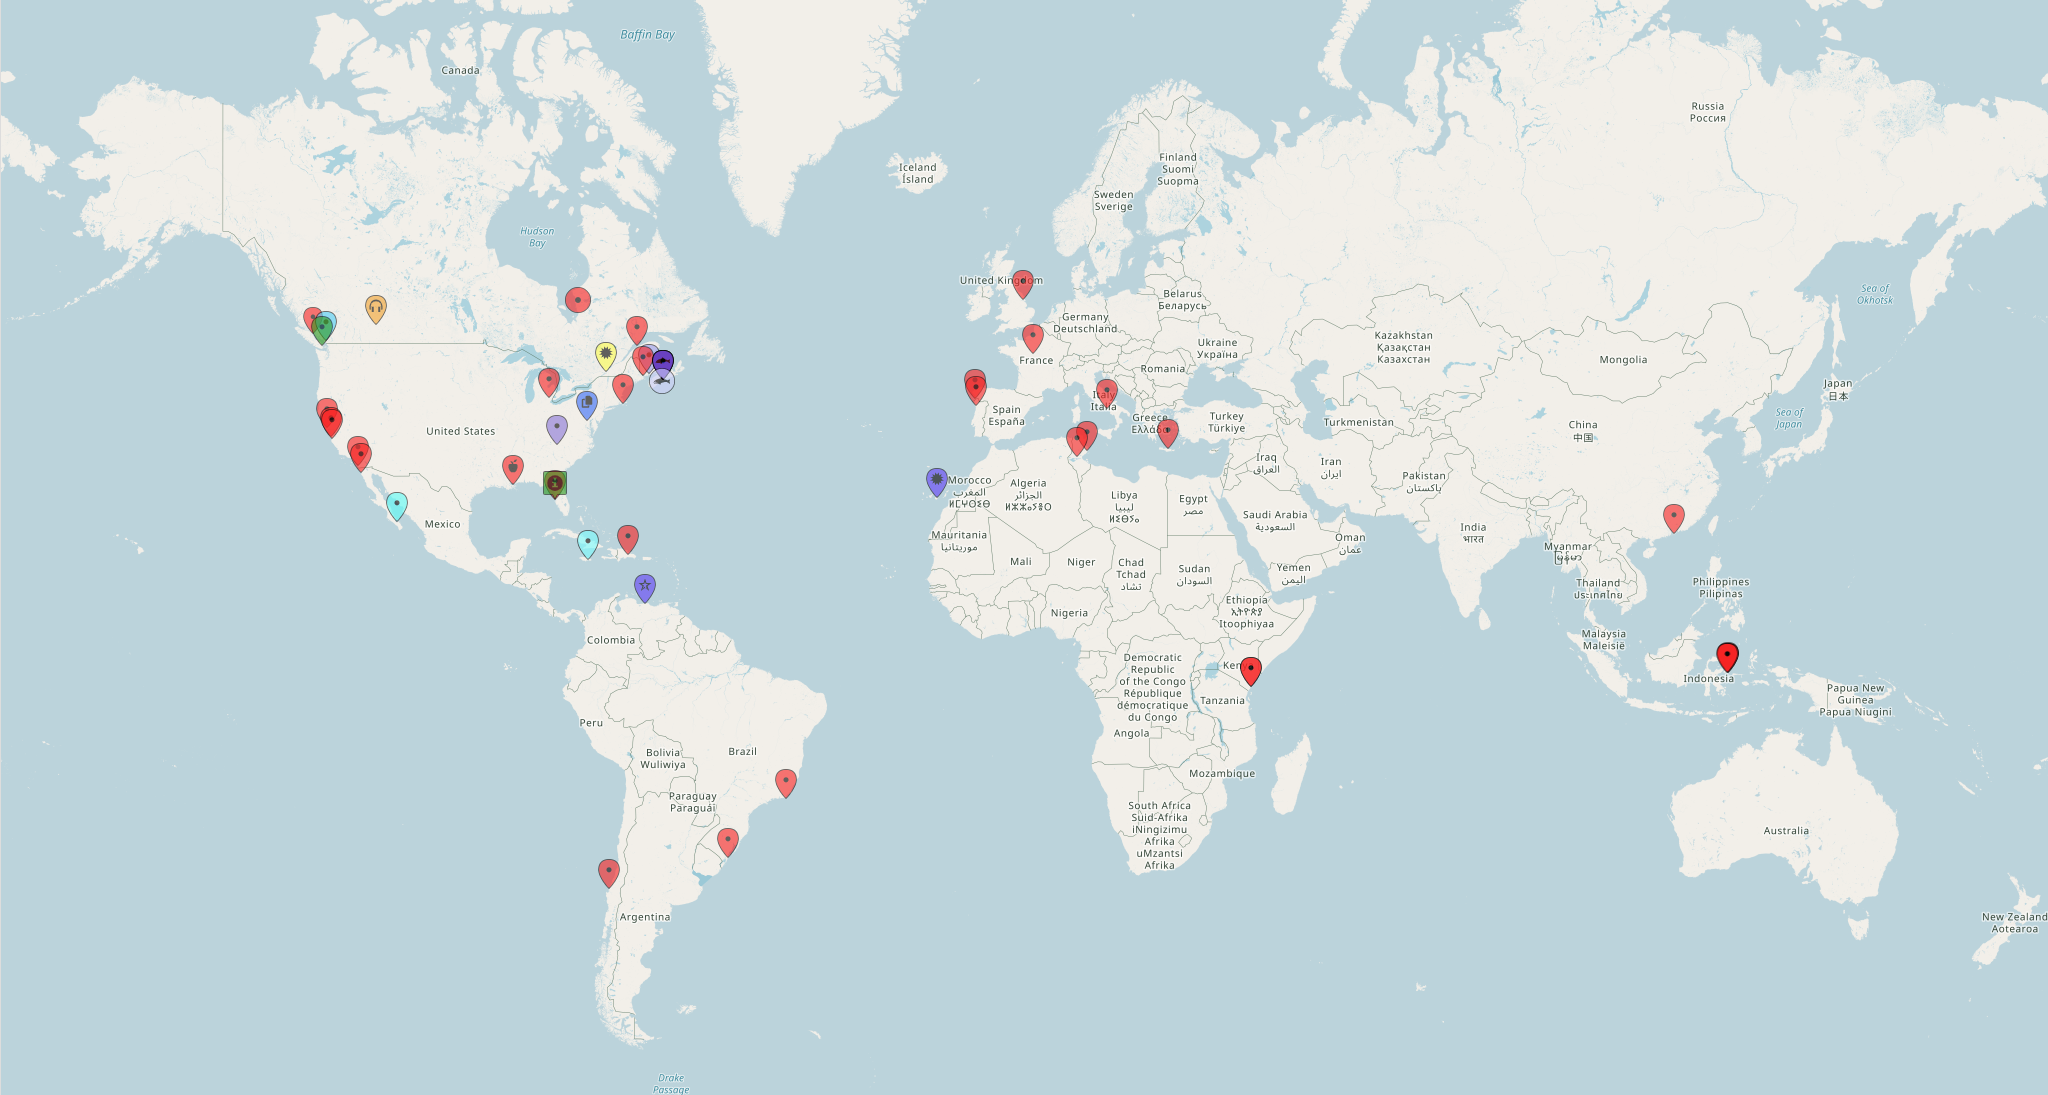 Baffin Bay
Canada
Russia
Россия
Iceland
Ísland
Finland
Suomi
Suopma
Sweden
Sverige
Hudson
Bay
United Kingdom
Belarus
Беларусь
Sea of
Okhotsk
Germany
Deutschland
Ukraine
Україна
France
Romania
Kazakhstan
Қазақстан
Казахстан
Mongolia
Japan
日本
Sea of
Japan
Italy
Italia
Spain
España
Greece
Turkey
Türkiye
Turkmenistan
China
中国
United States
Iran
ایران
Iraq
العراق
Pakistan
پاکستان
Morocco
المغرب
ⵍⵎⵖⵔⵉⴱ
Algeria
الجزائر
Libya
ليبيا
ⵍⵉⴱⵢⴰ
Egypt
مصر
Saudi Arabia
السعودية
Mexico
India
भारत
Oman
عمان
Mauritania
موريتانيا
Myanmar
Mali
Niger
Chad
Tchad
تشاد
Sudan
السودان
Yemen
اليمن
Thailand
ประเทศไทย
Philippines
Pilipinas
Ethiopia
ኢትዮጵያ
Itoophiyaa
Nigeria
Colombia
Malaysia
Maleisië
Democratic
Republic
of the Congo
République
démocratique
du Congo
Indonesia
Tanzania
Papua New
Guinea
Papua Niugini
Peru
Angola
Brazil
Bolivia
Wuliwiya
Mozambique
Paraguay
Paraguái
South Africa
Suid-Afrika
iNingizimu
Afrika
uMzantsi
Afrika
Australia
Argentina
New Zealand
Aotearoa
Drake
Passage